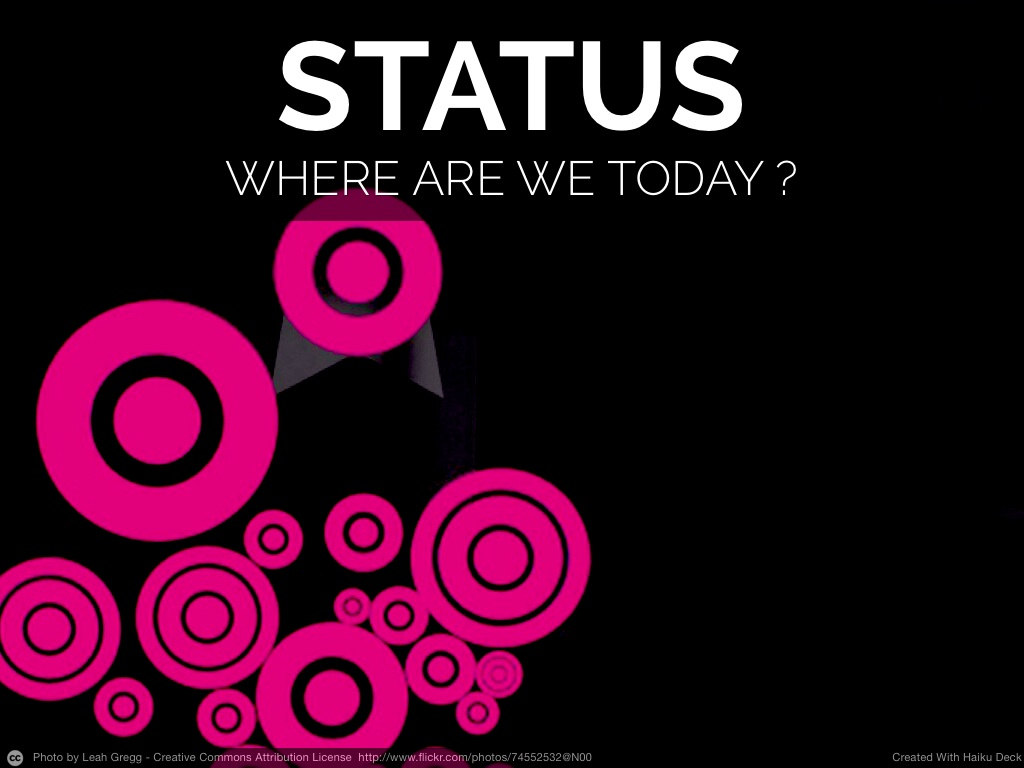 STATUS
WHERE ARE WE TODAY ?
cc Photo by Leah Gregg - Creative Commons Attribution License http://www.flickr.com/photos/74552532@N00
Created With Haiku Deck